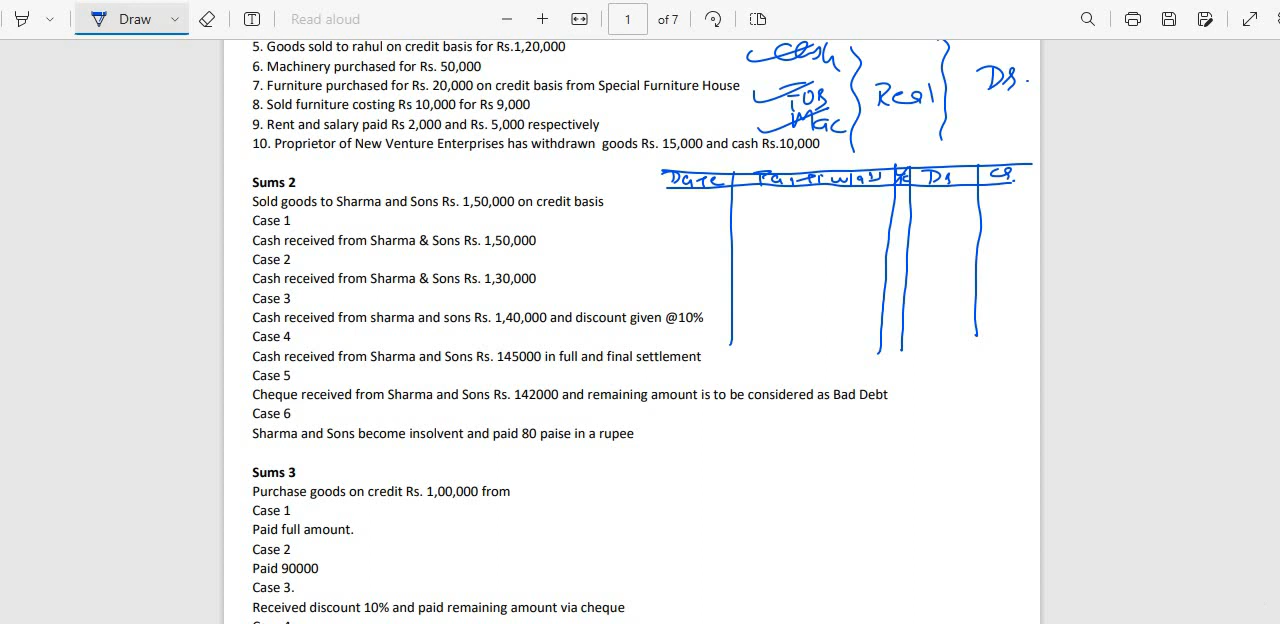 Draw
Read aloud
1 of 7
5. Goods sold to rahul on credit basis for Rs.1,20,000
6. Machinery purchased for Rs. 50,000
7. Furniture purchased for Rs. 20,000 on credit basis from Special Furniture House
8. Sold furniture costing Rs 10,000 for Rs 9,000
9. Rent and salary paid Rs 2,000 and Rs. 5,000 respectively
10. Proprietor of New Venture Enterprises has withdrawn goods Rs. 15,000 and cash Rs.10,000
Cash
Real
Date
Sums 2
Sold goods to Sharma and Sons Rs. 1,50,000 on credit basis
Case 1
Cash received from Sharma & Sons Rs. 1,50,000
Case 2
Cash received from Sharma & Sons Rs. 1,30,000
Case 3
Cash received from sharma and sons Rs. 1,40,000 and discount given @10%
Case 4
Cash received from Sharma and Sons Rs. 145000 in full and final settlement
Case 5
Cheque received from Sharma and Sons Rs. 142000 and remaining amount is to be considered as Bad Debt
Case 6
Sharma and Sons become insolvent and paid 80 paise in a rupee
Sums 3
Purchase goods on credit Rs. 1,00,000 from
Case 1
Paid full amount.
Case 2
Paid 90000
Case 3.
Received discount 10% and paid remaining amount via cheque